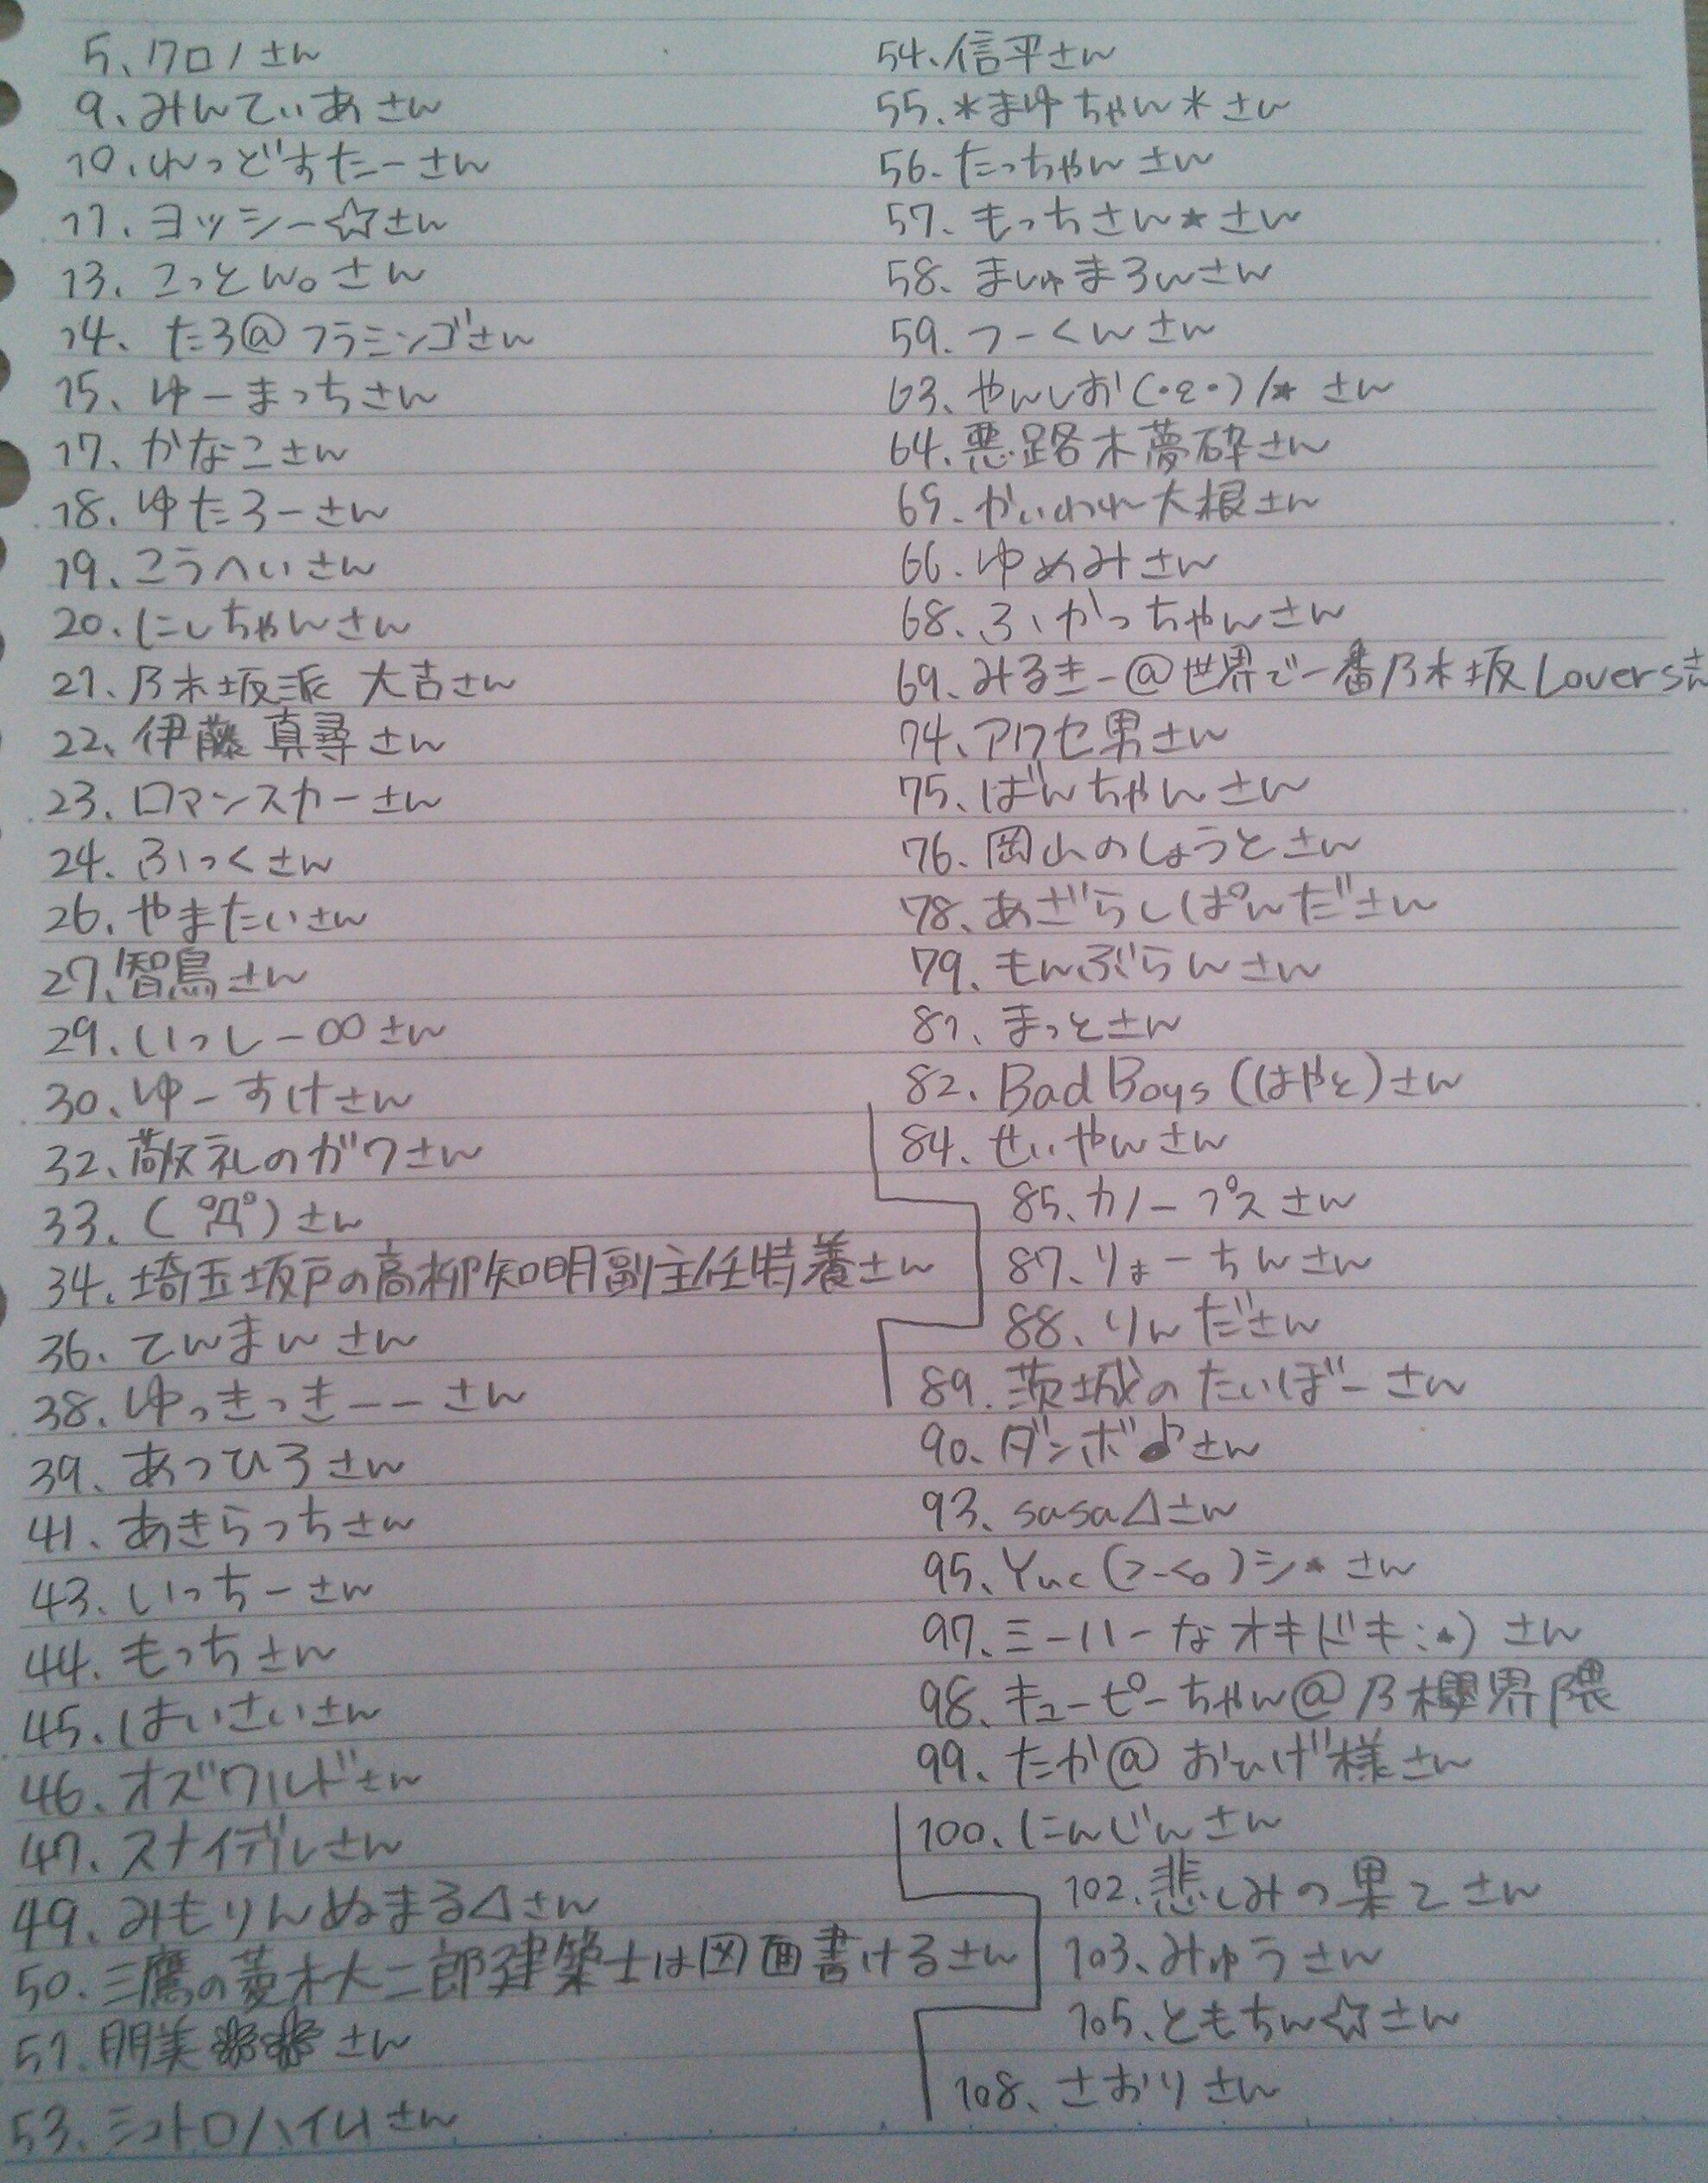 5、クロノさん
9、みんてぃあさん
10、れっどすたーさん
11、ヨッシー☆さん
13、こっとん。さん
14、たろ@フラミンゴさん
15、ゆーまっちさん
17、かなこさん
18、ゆたろーさん
19、こうへいさん
20、にしちゃんさん
21、乃木坂派 大吉さん
22、伊藤 真尋さん
23、ロマンスカーさん
24、ふっくさん
26、やまたいさん
27、智鳥さん
29、いっしー∞さん
30、ゆーすけさん
32、敬礼のガワさん
33、( ゚Д゚)さん
34、埼玉坂戸の高柳知明副主任特養さん
36、てんまんさん
38、ゆっきっきーーさん
39、あつひろさん
41、あきらっちさん
43、いっちーさん
44、もっちさん
45、はいさいさん
46、オズワルドさん
47、スナイデルさん
49、みもりんぬまる⊿さん
50、三鷹の菱木大二郎建築士は図面書けるさん
51、朋美❀❀さん
53、シュトロハイムさん
54、信平さん
55、*まゆちゃん*さん
56、たっちゃんさん
57、もっちさん★さん
58、ましゅまろんさん
59、つーくんさん
63、やんしお(・ε・)/★ さん
64、悪路木夢砕さん
65、かいわれ大根さん
66、ゆめみさん
68、ふかっちゃんさん
69、みるきー@世界で一番乃木坂Loversさん
74、アワセ男さん
75、ばんちゃんさん
76、岡山のしょうとさん
78、あざらしぱんださん
79、もんぶらんさん
81、まっとさん
82、Bad Boys (はやと)さん
84、せいやんさん
85、カノープスさん
87、りょーちんさん
88、りんださん
89、茨城のたいぼーさん
90、ダンボ♪さん
93、sasa⊿さん
95、Yuc(>-<。)シ★さん
97、ミーハーなオキドキ:★) さん
98、キューピーちゃん@乃櫻界隈
99、たか@おひげ様さん
100、にんじんさん
102、悲しみの果てさん
103、みゅうさん
105、ともちん☆さん
108、さおりさん